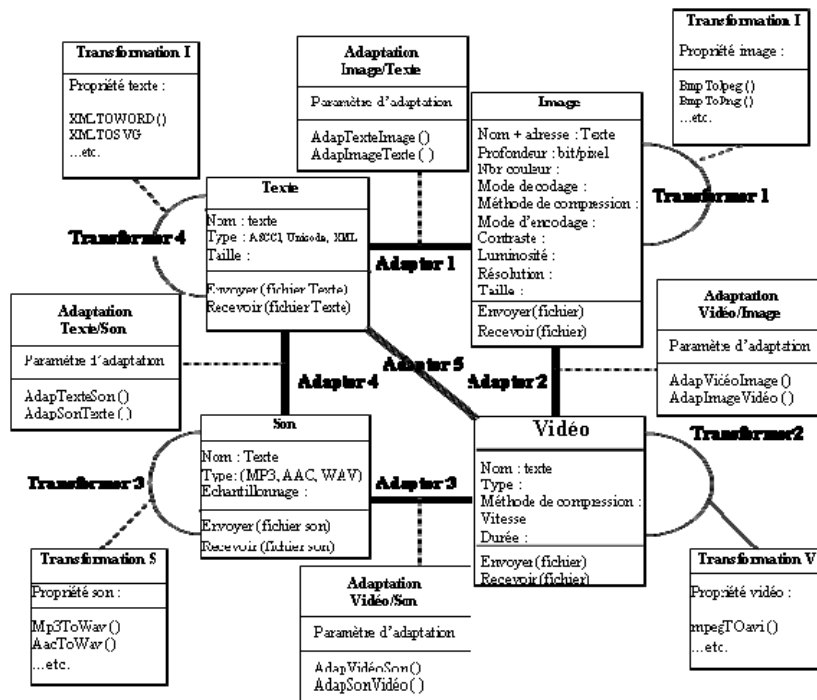 Transformation I
Propriété texte :
XMLTOWORD()
XMLTOSVG
...etc.
Adaptation
Image/Texte
Paramètre d'adaptation
AdapTexteImage()
AdapImageTexte( )
Transformation I
Propriété image :
BmpToJpeg()
BmpToPng()
...etc.
Image
Nom + adresse : Texte
Profondeur : bit/pixel
Nbr couleur :
Mode de codage :
Méthode de compression :
Mode d'encodage :
Contraste :
Luminosité :
Résolution :
Taille :
Envoyer(fichier)
Recevoir(fichier)
Transformer 1
Texte
Nom : texte
Type : ASCCI, Unicode, XML
Taille :
Envoyer(fichier Texte)
Recevoir(fichier Texte)
Transformer 4
Adapter 1
Adaptation
Texte/Son
Paramètre d'adaptation
AdapTexteSon()
AdapSonTexte( )
Adapter 4
Adapter 5
Adapter 2
Adaptation
Vidéo/Image
Paramètre d'adaptation
AdapVidéoImage()
AdapImageVidéo( )
Son
Nom : Texte
Type: (MP3, AAC, WAV)
Echantillonnage :
Envoyer(fichier son)
Recevoir(fichier son)
Transformer 3
Adapter 3
Vidéo
Nom : texte
Type :
Méthode de compression :
Vitesse
Durée :
Envoyer(fichier)
Recevoir(fichier)
Transformer2
Transformation S
Propriété son :
Mp3ToWav()
AacToWav()
...etc.
Adaptation
Vidéo/Son
Paramètre d'adaptation
AdapVidéoSon()
AdapSonVidéo( )
Transformation V
Propriété vidéo :
mpegTOavi()
...etc.